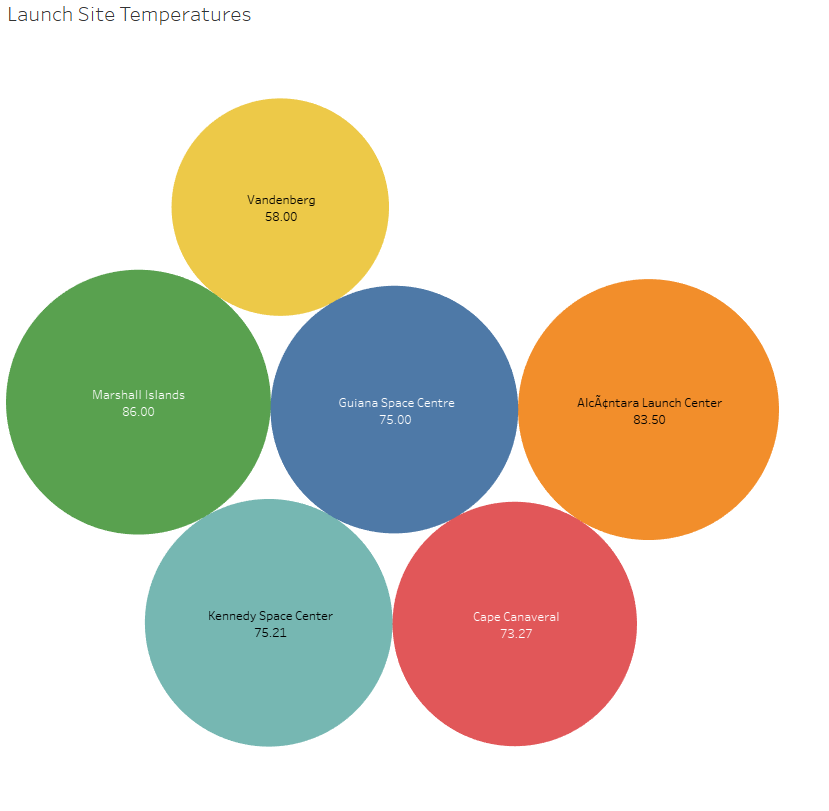 Launch Site Temperatures
Vandenberg
58.00
Marshall Islands
86.00
Guiana Space Centre
75.00
AlcÃ¢ntara Launch Center
83.50
Kennedy Space Center
75.21
Cape Canaveral
73.27